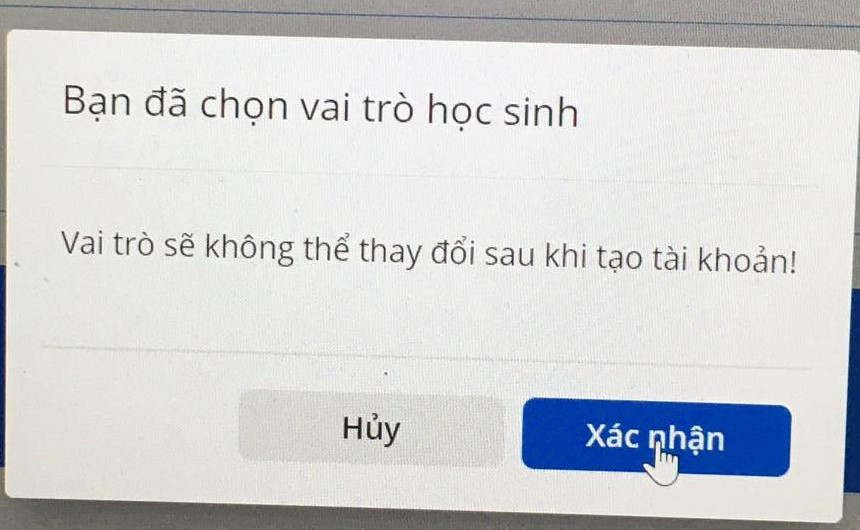 Bạn đã chọn vai trò học sinh
Vai trò sẽ không thể thay đổi sau khi tạo tài khoản!
Hủy
Xác nhận